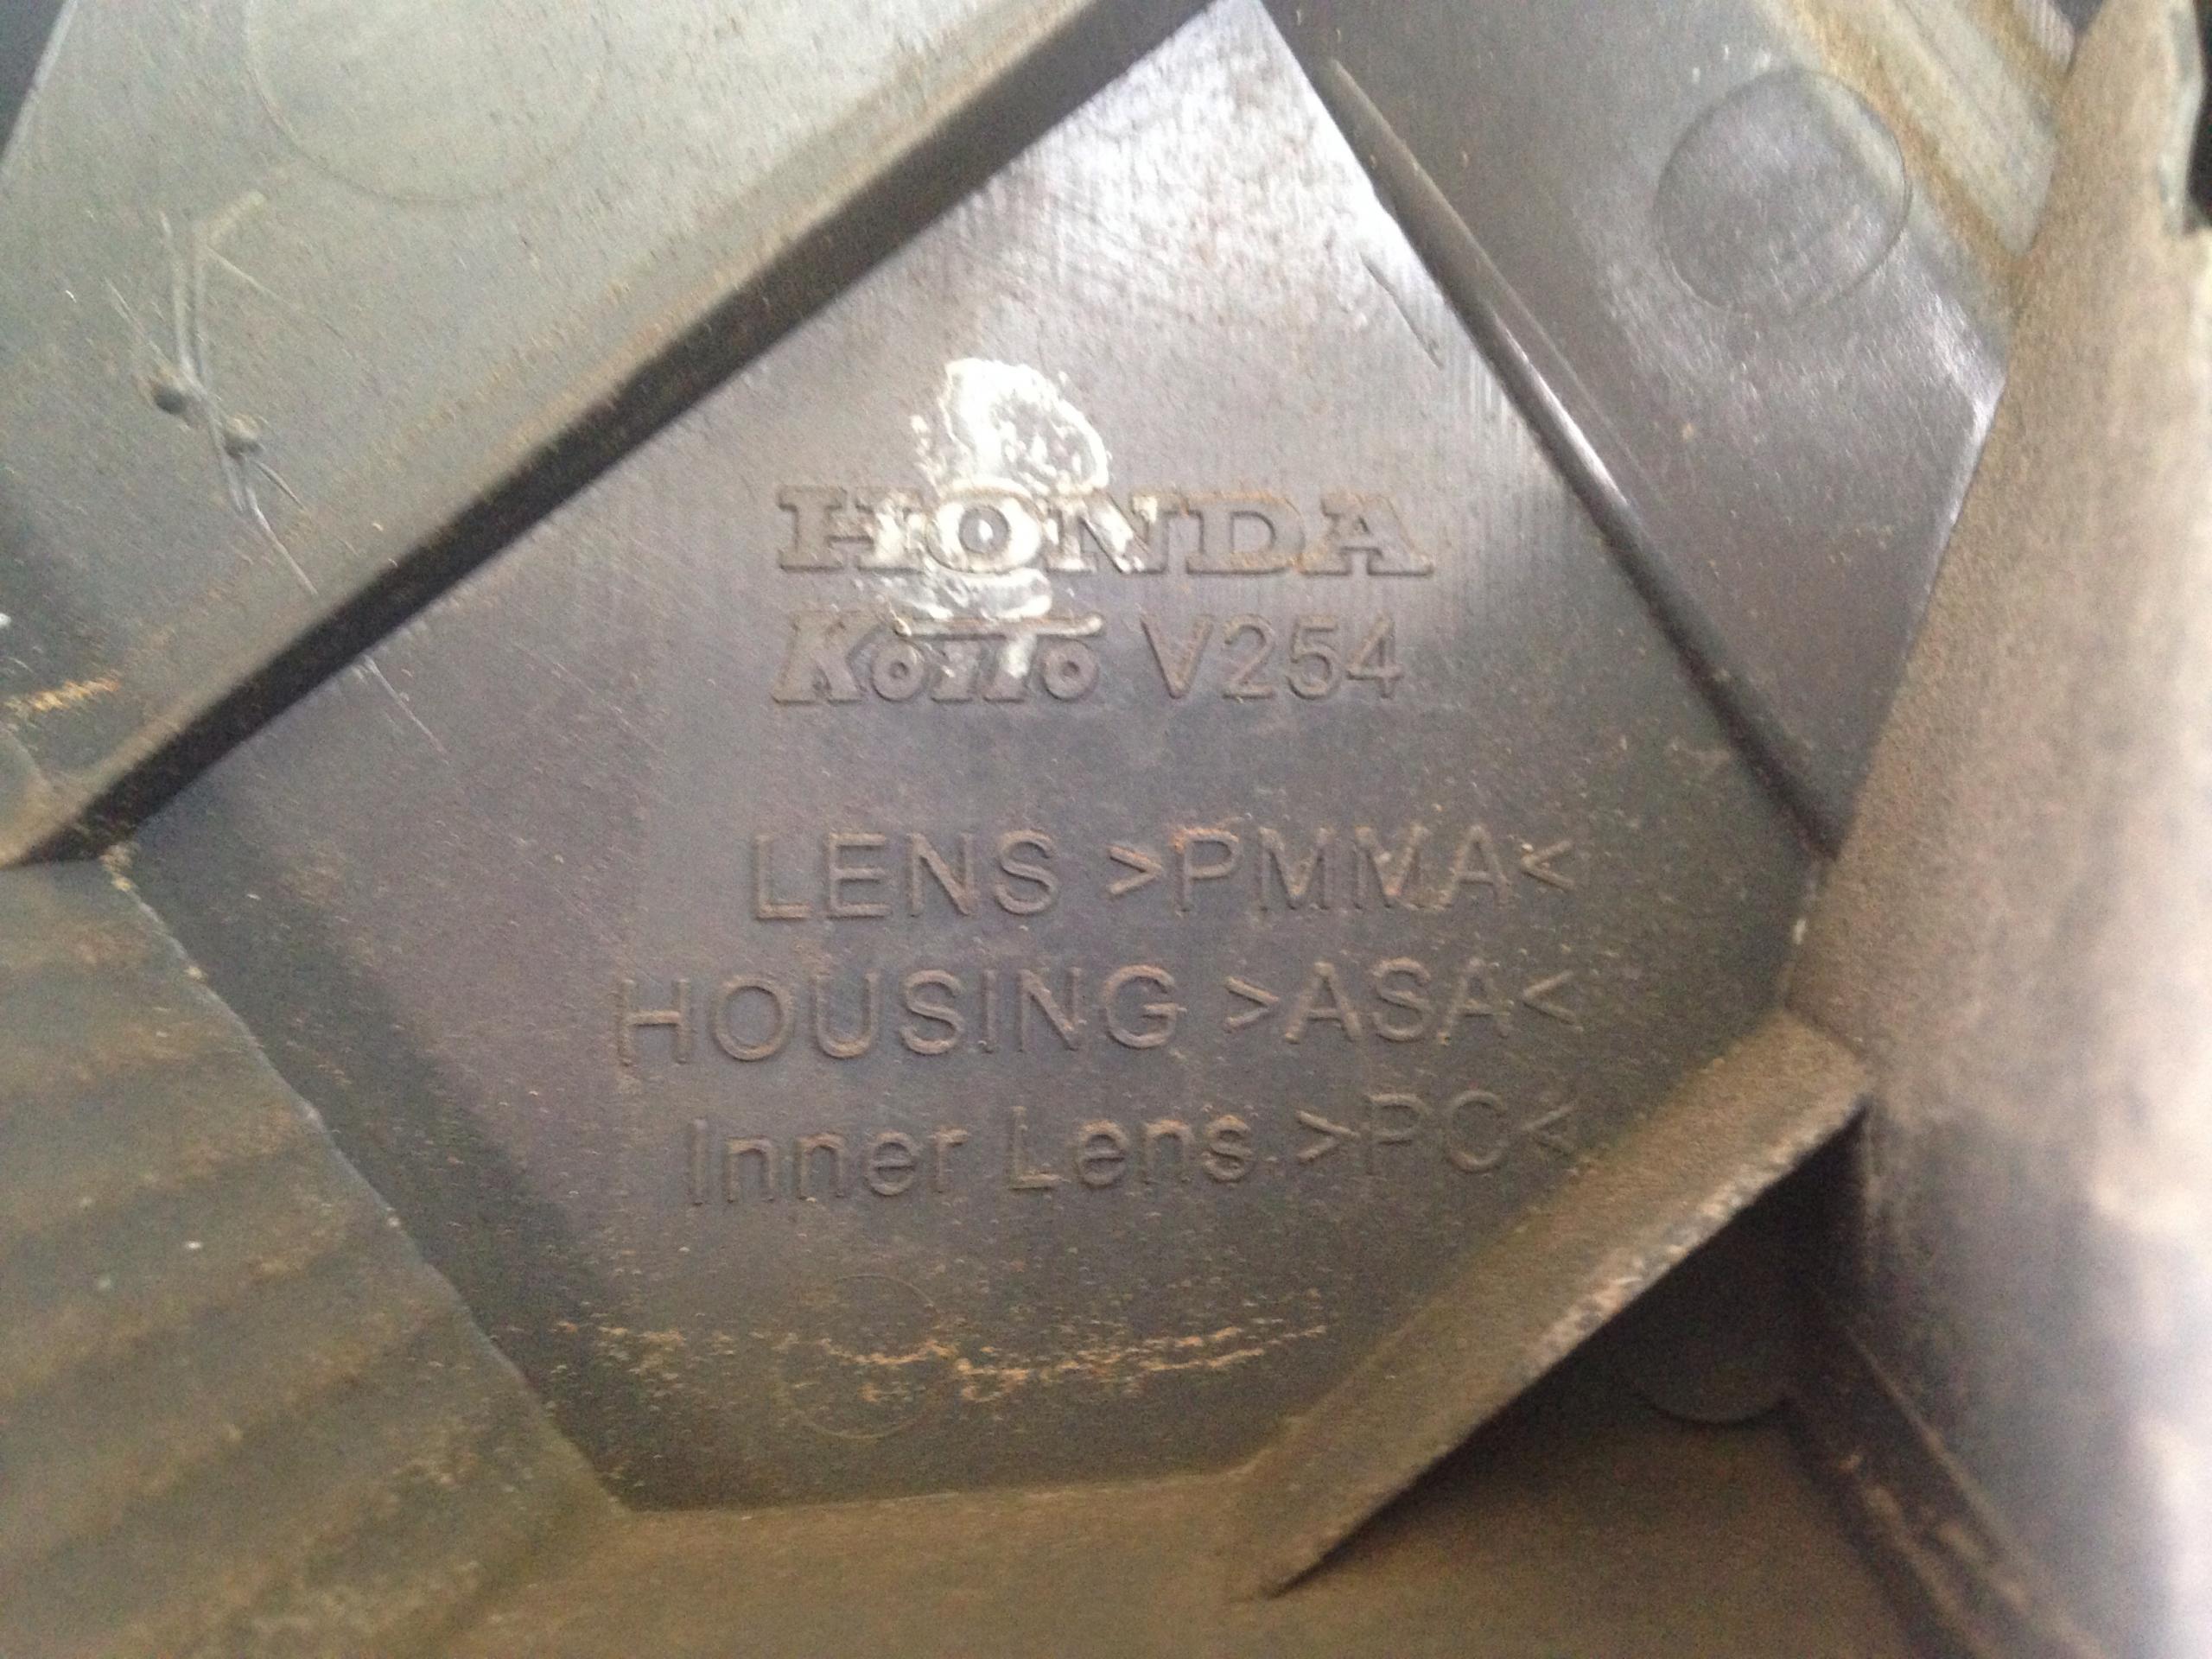 HONDA
KOITO V254
LENS >PMMA<
HOUSING >ASA<
Inner Lens >PC<